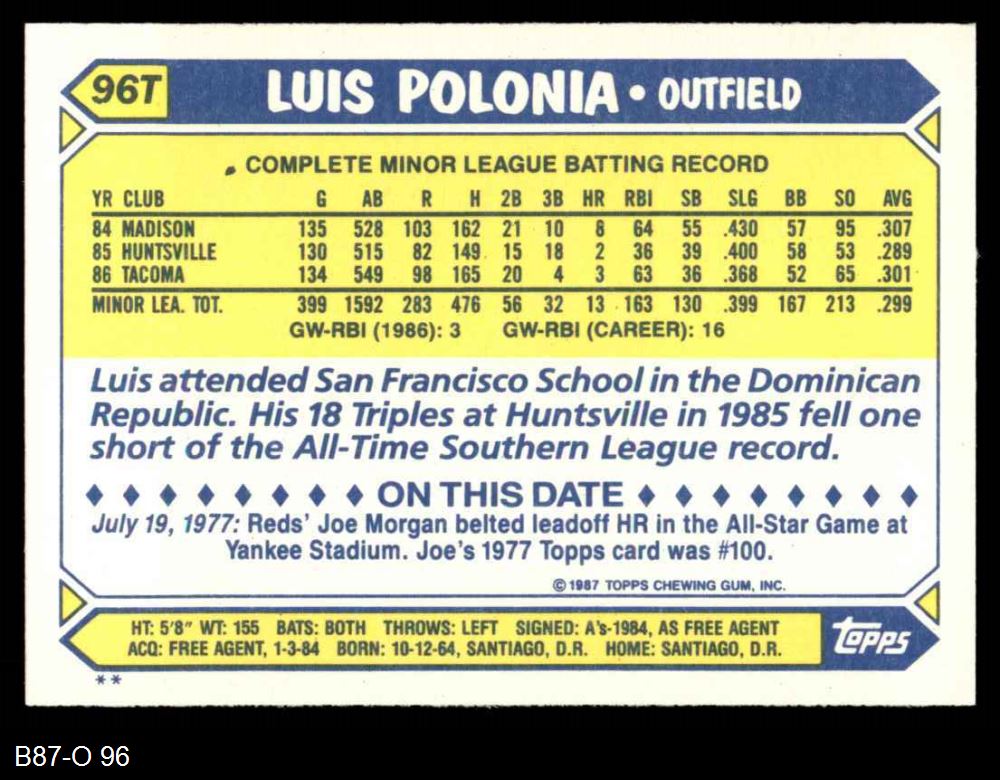 96T LUIS POLONIA • OUTFIELD
COMPLETE MINOR LEAGUE BATTING RECORD
YR CLUB G AB R H 2B 3B HR RBI SB SLG BB SO AVG
84 MADISON 135 528 103 162 21 10 8 64 55 .430 57 95 .307
85 HUNTSVILLE 130 515 82 149 15 18 2 36 39 .400 58 53 .289
86 TACOMA 134 549 98 165 20 4 3 63 36 .368 52 65 .301
MINOR LEA. TOT. 399 1592 283 476 56 32 13 163 130 .399 167 213 .299
GW-RBI (1986): 3 GW-RBI (CAREER): 16
Luis attended San Francisco School in the Dominican
Republic. His 18 Triples at Huntsville in 1985 fell one
short of the All-Time Southern League record.
ON THIS DATE
July 19, 1977: Reds' Joe Morgan belted leadoff HR in the All-Star Game at
Yankee Stadium. Joe's 1977 Topps card was #100.
© 1987 TOPPS CHEWING GUM, INC.
HT: 5'8" WT: 155 BATS: BOTH THROWS: LEFT SIGNED: A's-1984, AS FREE AGENT
ACQ: FREE AGENT, 1-3-84 BORN: 10-12-64, SANTIAGO, D.R. HOME: SANTIAGO, D.R.
topps
**
B87-O 96